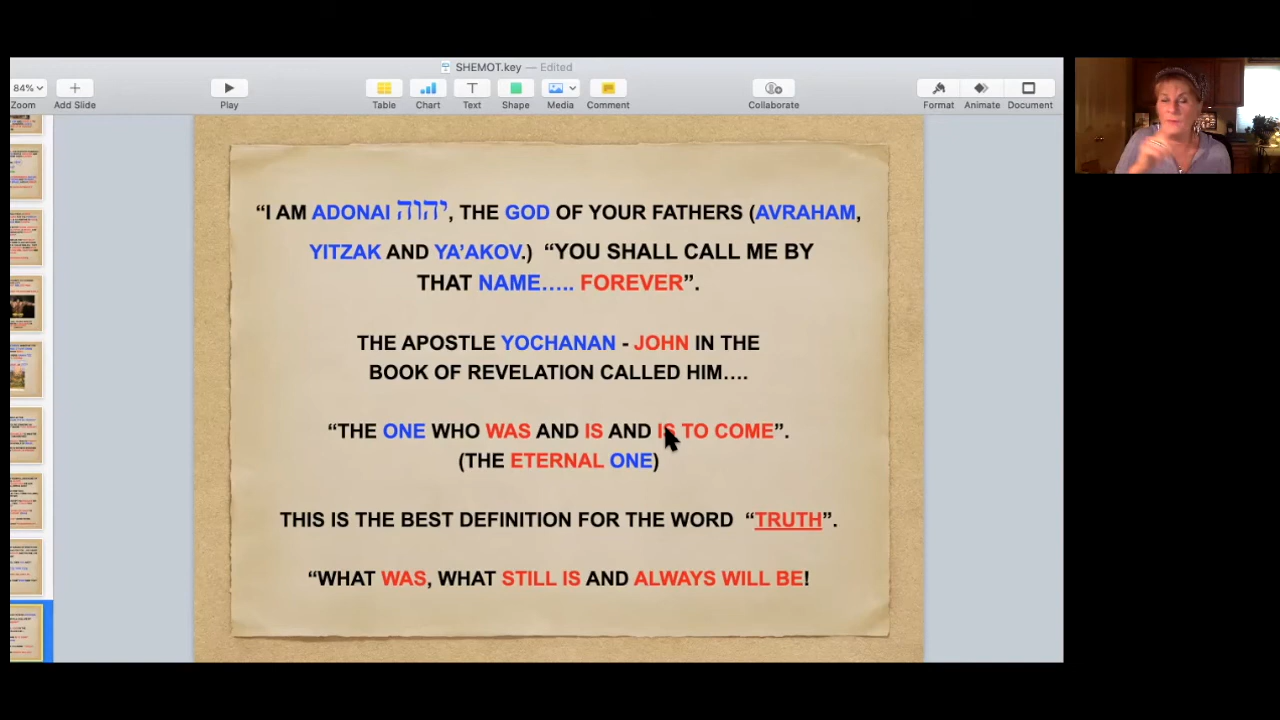 SHEMOT.key — Edited
84%
Zoom
Add Slide
Play
Table
Chart
Text
Shape
Media
Comment
Collaborate
Format
Animate
Document
“I AM ADONAI יהוה, THE GOD OF YOUR FATHERS (AVRAHAM,
YITZAK AND YA’AKOV.) “YOU SHALL CALL ME BY
THAT NAME….. FOREVER”.
THE APOSTLE YOCHANAN - JOHN IN THE
BOOK OF REVELATION CALLED HIM….
“THE ONE WHO WAS AND IS AND IS TO COME”.
(THE ETERNAL ONE)
THIS IS THE BEST DEFINITION FOR THE WORD “TRUTH”.
“WHAT WAS, WHAT STILL IS AND ALWAYS WILL BE!